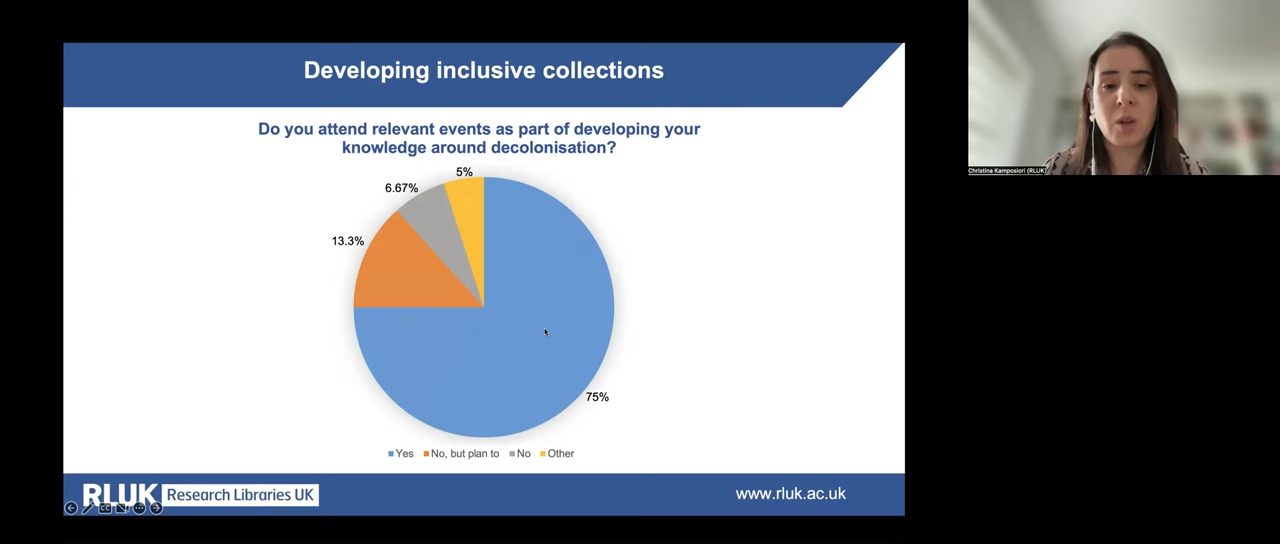 Developing inclusive collections
Do you attend relevant events as part of developing your
knowledge around decolonisation?
5%
6.67%
13.3%
75%
Yes No, but plan to No Other
RLUK Research Libraries UK
www.rluk.ac.uk
Christina Kamposiori (RLUK)